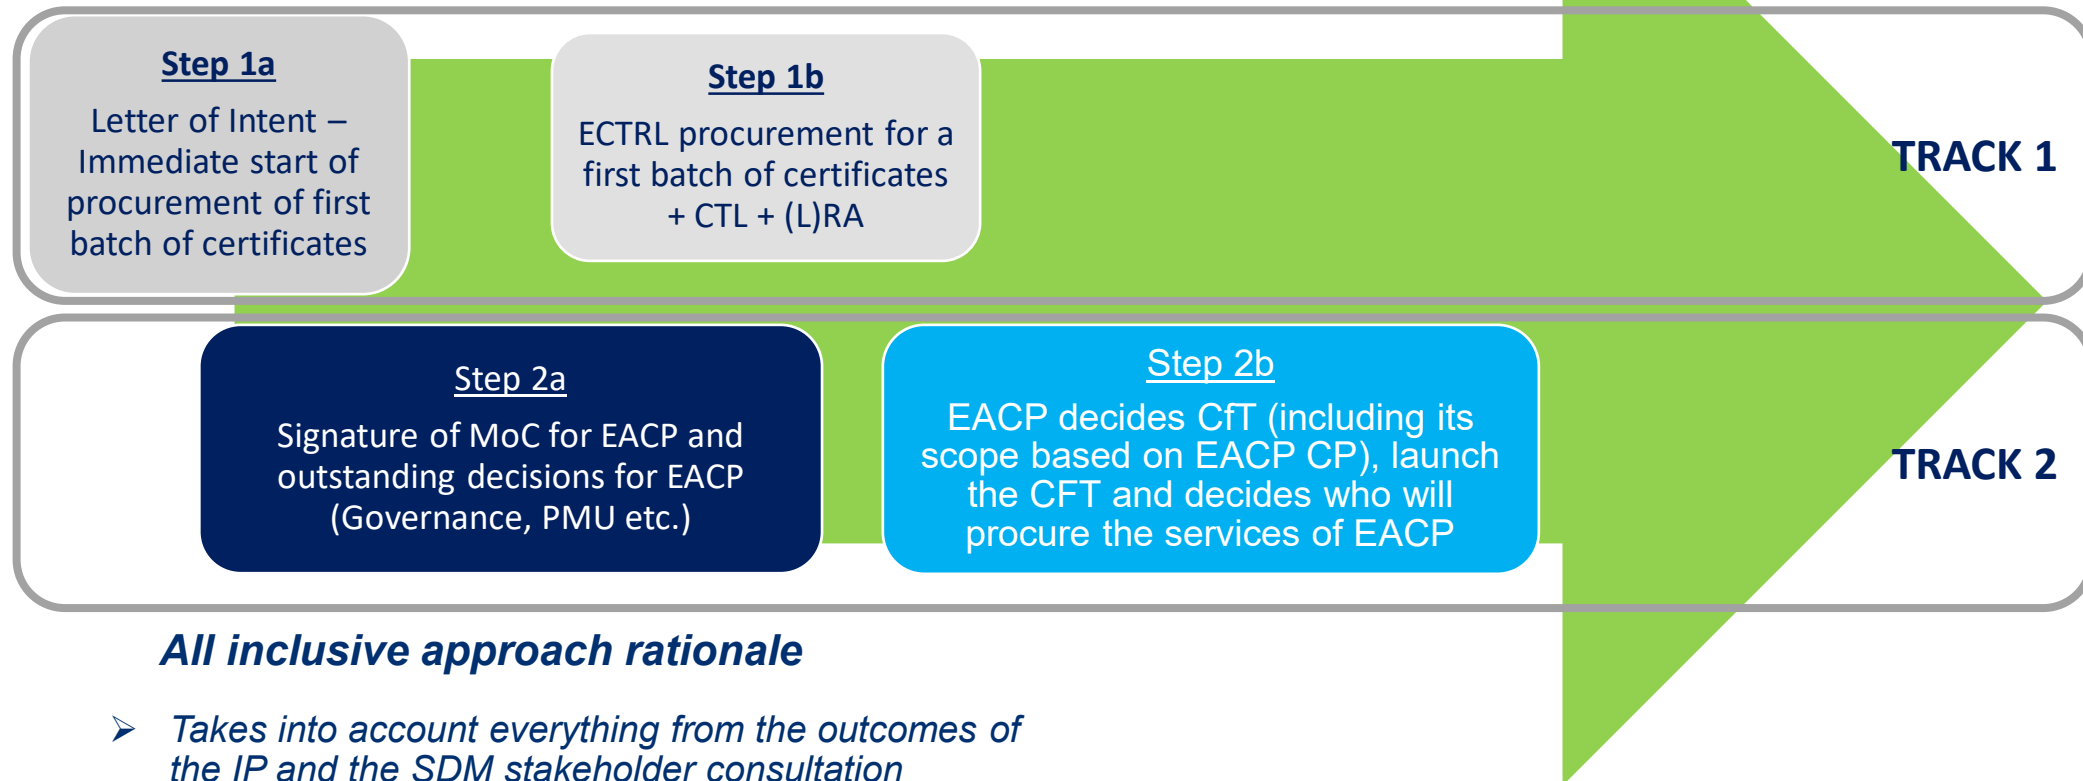 Step 1a
Letter of Intent –
Immediate start of
procurement of first
batch of certificates
Step 1b
ECTRL procurement for a
first batch of certificates
+ CTL + (L)RA
TRACK 1
Step 2a
Signature of MoC for EACP and
outstanding decisions for EACP
(Governance, PMU etc.)
Step 2b
EACP decides CfT (including its
scope based on EACP CP), launch
the CFT and decides who will
procure the services of EACP
TRACK 2
All inclusive approach rationale
➢ Takes into account everything from the outcomes of
the IP and the SDM stakeholder consultation